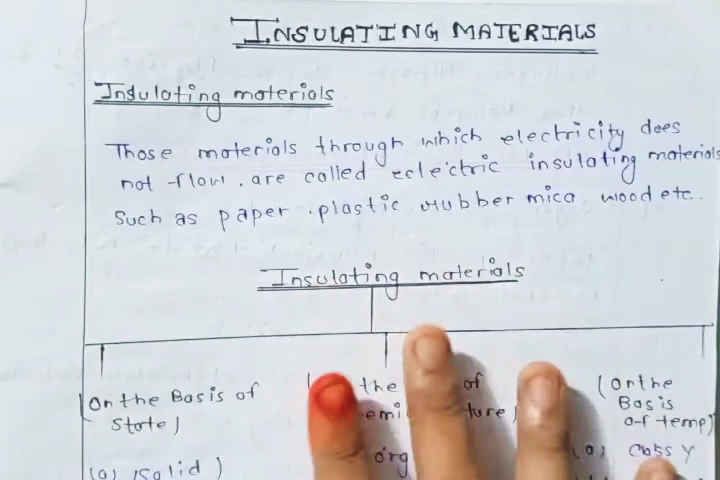 INSULATING MATERIALS
Insulating materials
Those materials through which electricity does
not flow. are called eclectric insulating materials
Such as paper. plastic rubber mica wood etc..
Insulating materials
(on the Basis of
State)
(a) Solid)
the of
org
(on the
Basis
of temp)
(a) Class Y